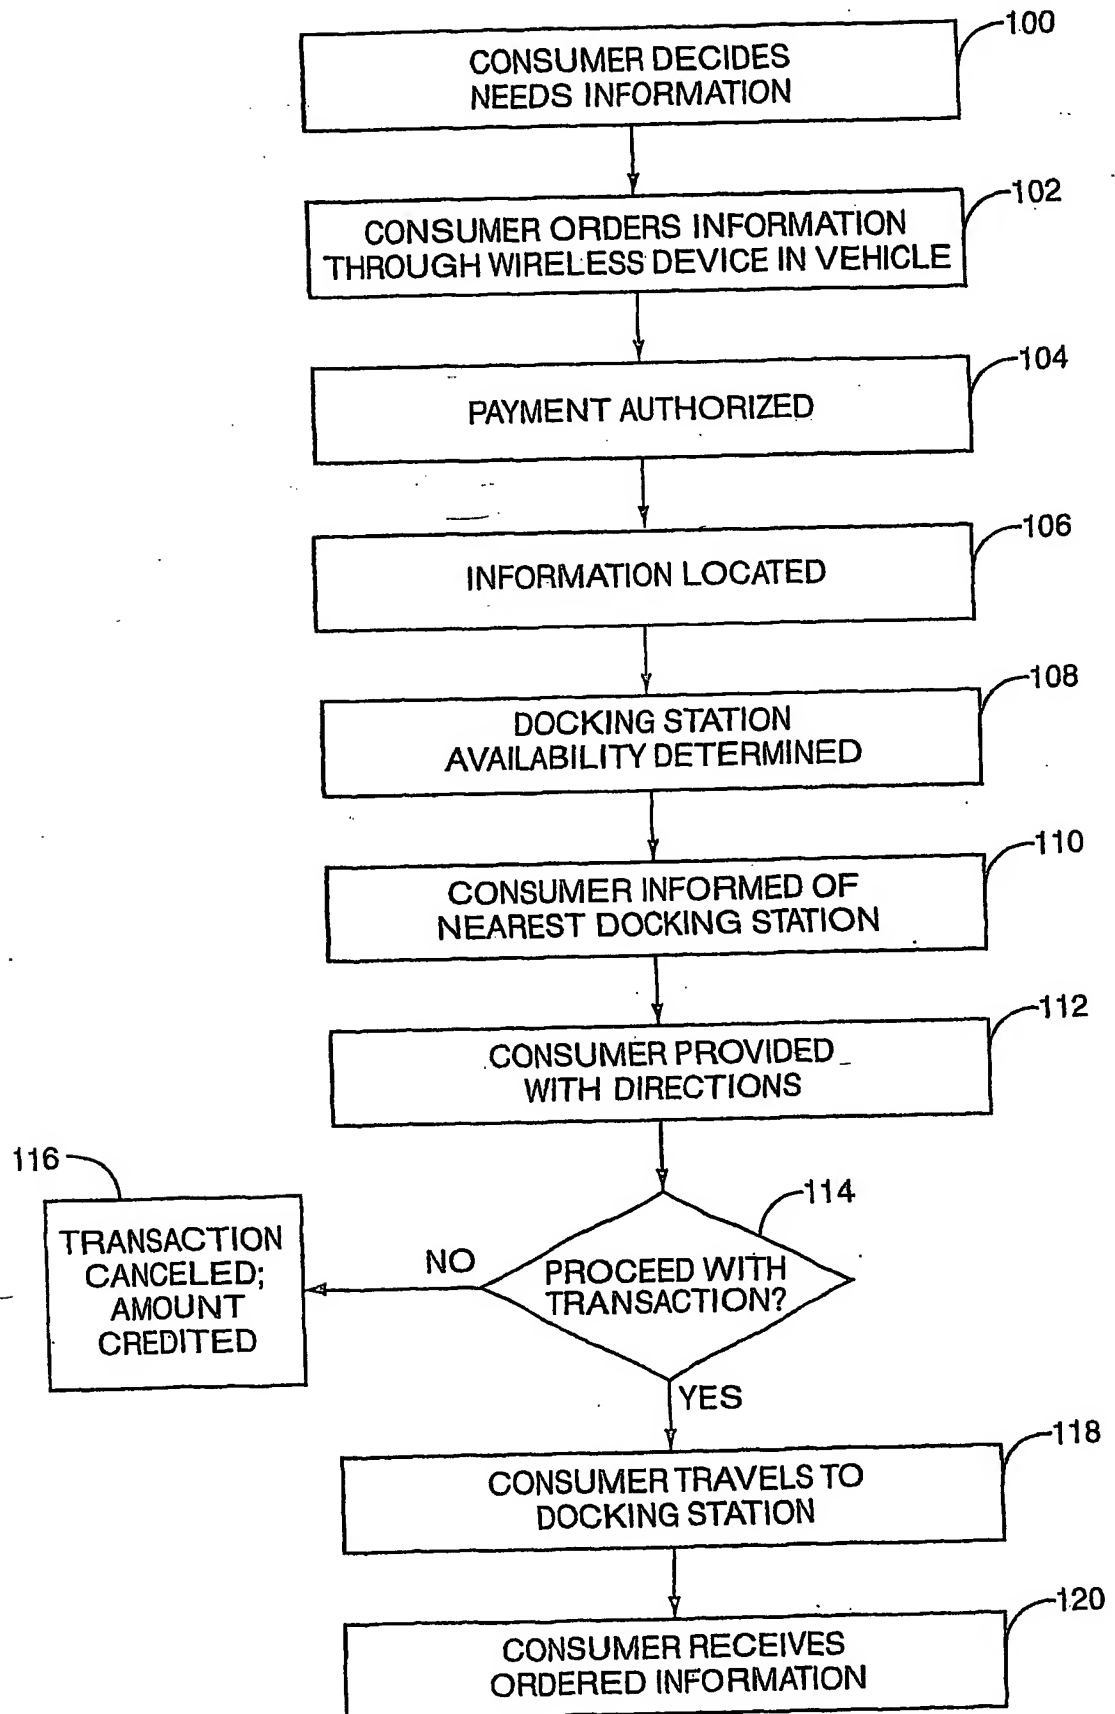 100
CONSUMER DECIDES
NEEDS INFORMATION
102
CONSUMER ORDERS INFORMATION
THROUGH WIRELESS DEVICE IN VEHICLE
104
PAYMENT AUTHORIZED
106
INFORMATION LOCATED
108
DOCKING STATION
AVAILABILITY DETERMINED
110
CONSUMER INFORMED OF
NEAREST DOCKING STATION
112
CONSUMER PROVIDED
WITH DIRECTIONS
116
TRANSACTION
CANCELED;
AMOUNT
CREDITED
NO
114
PROCEED WITH
TRANSACTION?
YES
118
CONSUMER TRAVELS TO
DOCKING STATION
120
CONSUMER RECEIVES
ORDERED INFORMATION